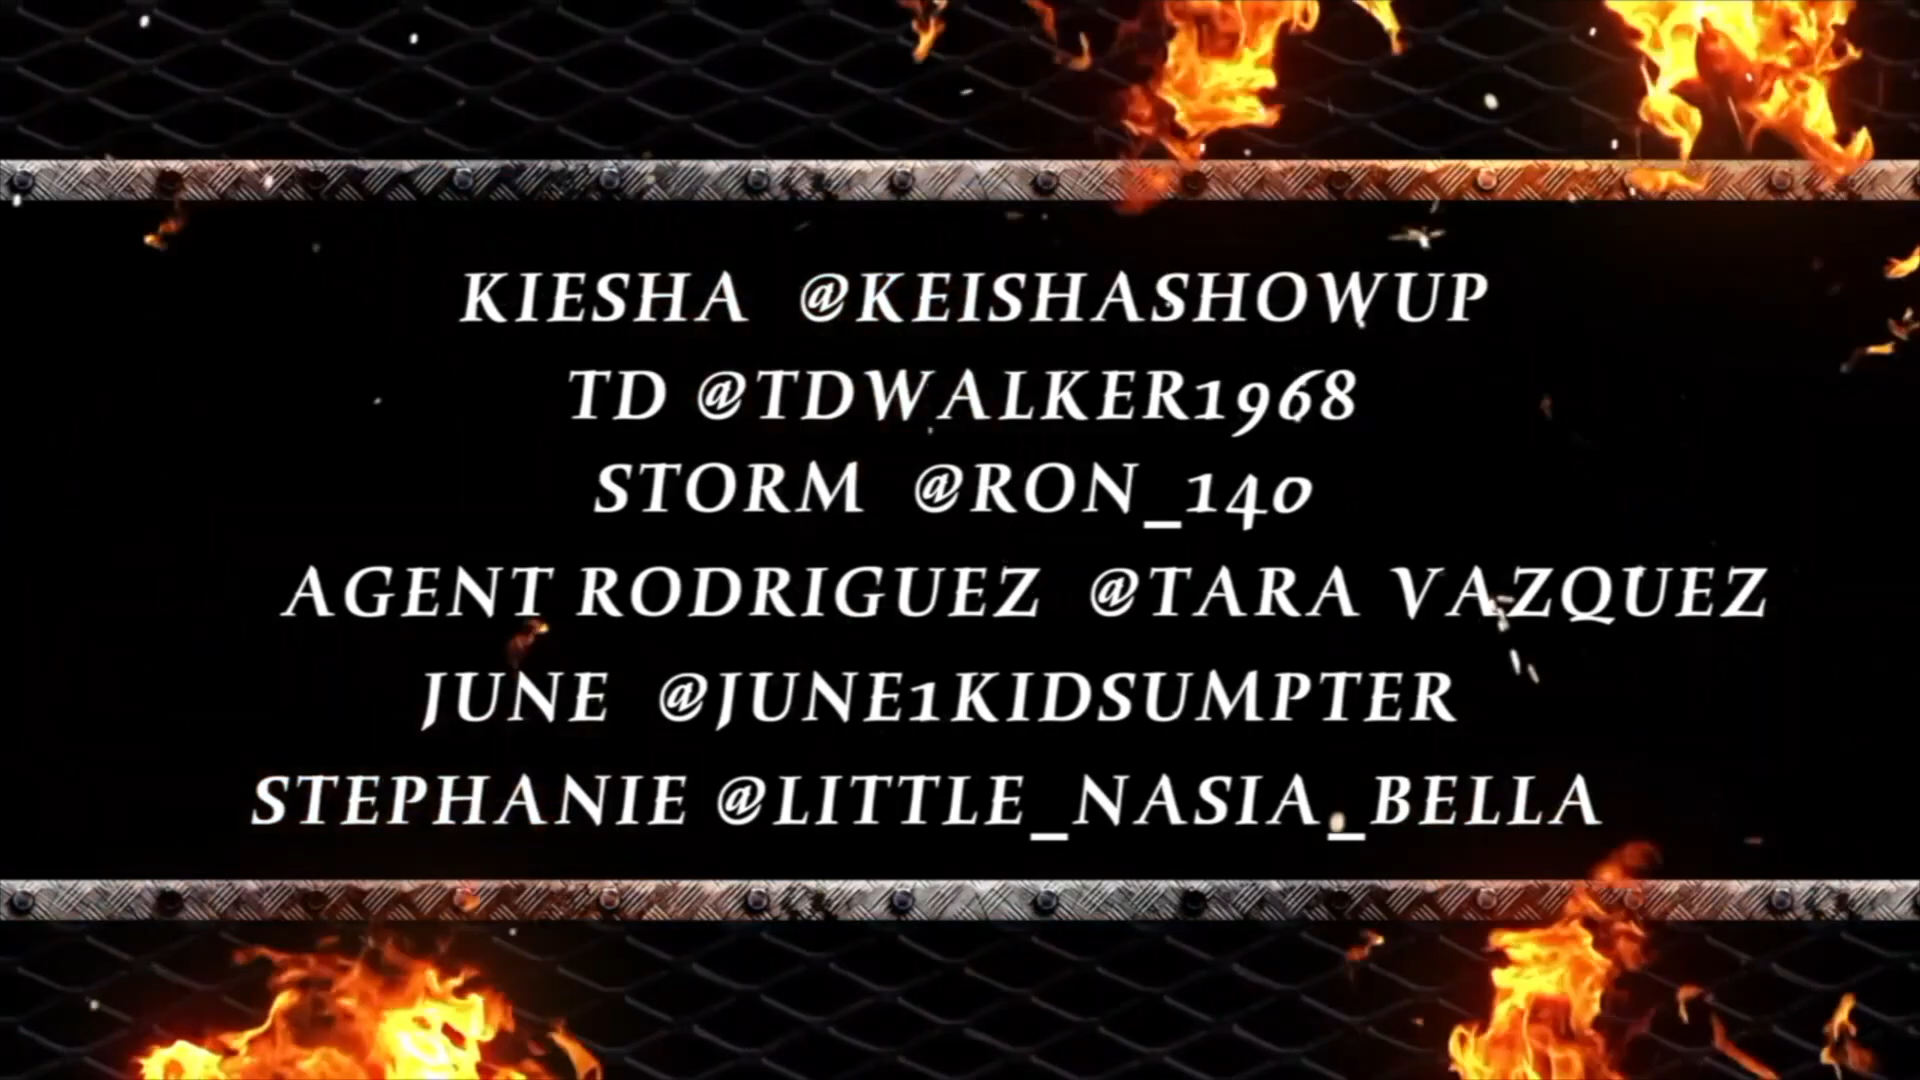 KIESHA @KEISHASHOWUP
TD @TDWALKER1968
STORM @RON_140
AGENT RODRIGUEZ @TARA VAZQUEZ
JUNE @JUNE1KIDSUMPTER
STEPHANIE @LITTLE_NASIA_BELLA